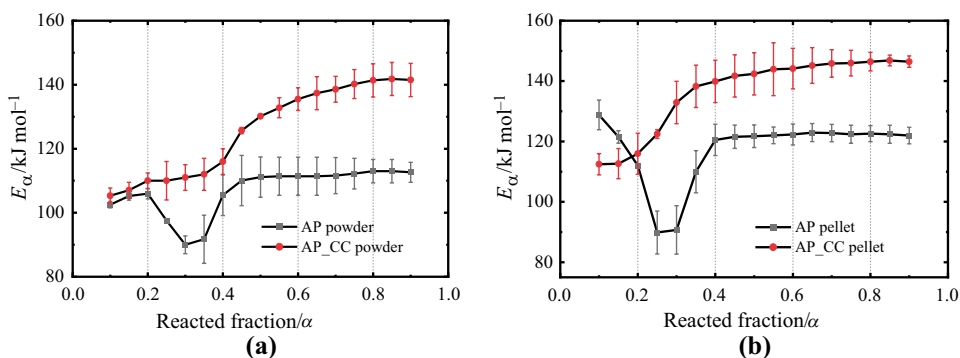 160
140
120
100
80
0.0 0.2 0.4 0.6 0.8 1.0
Eα/kJ mol⁻¹
Reacted fraction/α
AP powder
AP_CC powder
(a)
160
140
120
100
80
0.0 0.2 0.4 0.6 0.8 1.0
Eα/kJ mol⁻¹
Reacted fraction/α
AP pellet
AP_CC pellet
(b)